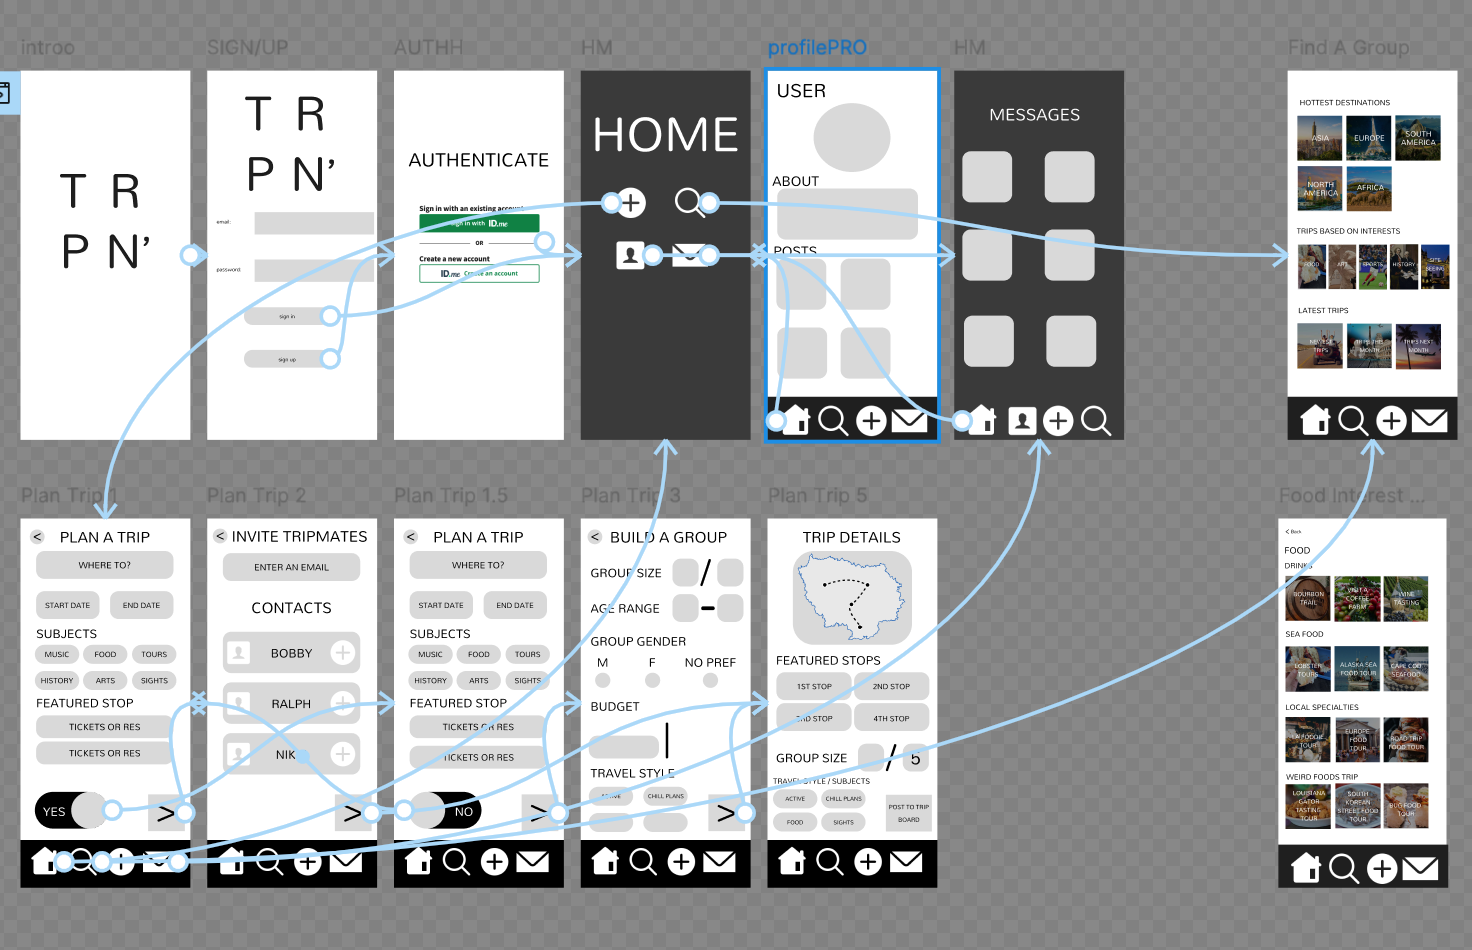 introo
SIGN/UP
AUTHH
HM
profilePRO
HM
Find A Group
T R
P N’
T R
P N’
email:
password:
sign in
sign up
AUTHENTICATE
Sign in with an existing account
Sign in with ID.me
OR
Create a new account
ID.me Create an account
HOME
USER
ABOUT
POSTS
MESSAGES
HOTTEST DESTINATIONS
ASIA
EUROPE
SOUTH AMERICA
NORTH AMERICA
AFRICA
TRIPS BASED ON INTERESTS
FOOD
ART
SPORTS
HISTORY
SITE SEEING
LATEST TRIPS
NEWEST TRIPS
TRIPS THIS MONTH
TRIPS NEXT MONTH
Plan Trip 1
Plan Trip 2
Plan Trip 1.5
Plan Trip 3
Plan Trip 5
Food Interest ...
< PLAN A TRIP
WHERE TO?
START DATE
END DATE
SUBJECTS
MUSIC
FOOD
TOURS
HISTORY
ARTS
SIGHTS
FEATURED STOP
TICKETS OR RES
TICKETS OR RES
YES
>
< INVITE TRIPMATES
ENTER AN EMAIL
CONTACTS
BOBBY
RALPH
NIK
>
< PLAN A TRIP
WHERE TO?
START DATE
END DATE
SUBJECTS
MUSIC
FOOD
TOURS
HISTORY
ARTS
SIGHTS
FEATURED STOP
TICKETS OR RES
TICKETS OR RES
NO
>
< BUILD A GROUP
GROUP SIZE /
AGE RANGE -
GROUP GENDER
M F NO PREF
BUDGET
TRAVEL STYLE
ACTIVE
CHILL PLANS
>
TRIP DETAILS
FEATURED STOPS
1ST STOP
2ND STOP
STOP
4TH STOP
GROUP SIZE / 5
TRAVEL STYLE / SUBJECTS
ACTIVE
CHILL PLANS
FOOD
SIGHTS
POST TO TRIP
BOARD
< Back
FOOD
DRINKS
BOURBON TRAIL
VISIT A COFFEE FARM
WINE TASTING
SEA FOOD
LOBSTER TOURS
ALASKA SEA FOOD TOUR
CAPE COD SEAFOOD
LOCAL SPECIALTIES
FOODIE TOUR
EUROPE FOOD TOUR
ROAD TRIP FOOD TOUR
WEIRD FOODS TRIP
LOUISIANA GATOR TASTING TOUR
SOUTH KOREAN STREET FOOD TOUR
BUG FOOD TOUR